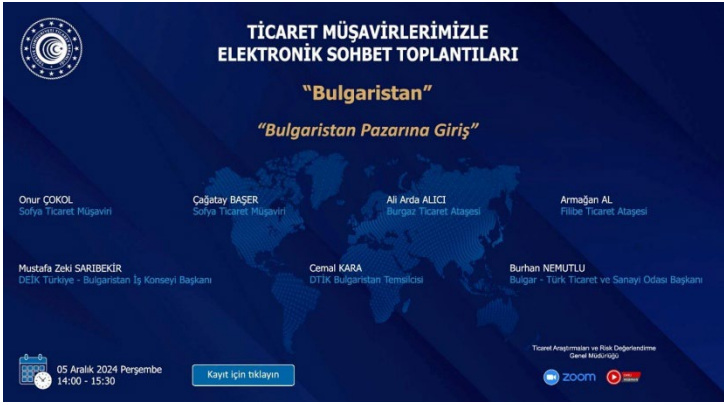 TİCARET MÜŞAVİRLERİMİZLE
ELEKTRONİK SOHBET TOPLANTILARI
“Bulgaristan”
“Bulgaristan Pazarına Giriş”
Onur ÇOKOL
Sofya Ticaret Müşaviri
Çağatay BAŞER
Sofya Ticaret Müşaviri
Ali Arda ALICI
Burgaz Ticaret Ataşesi
Armağan AL
Filibe Ticaret Ataşesi
Mustafa Zeki SARIBEKİR
DEİK Türkiye - Bulgaristan İş Konseyi Başkanı
Cemal KARA
DTİK Bulgaristan Temsilcisi
Burhan NEMUTLU
Bulgar - Türk Ticaret ve Sanayi Odası Başkanı
05 Aralık 2024 Perşembe
14:00 - 15:30
Kayıt için tıklayın
Ticaret Araştırmaları ve Risk Değerlendirme
Genel Müdürlüğü
zoom